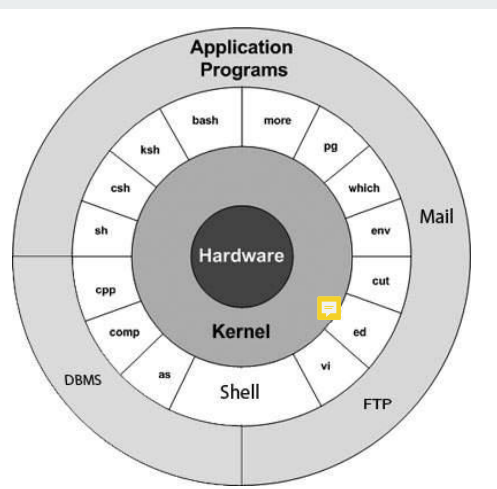 Application
Programs
bash
more
ksh
pg
csh
which
sh
env
Mail
Hardware
cpp
cut
comp
Kernel
ed
as
Shell
vi
DBMS
FTP